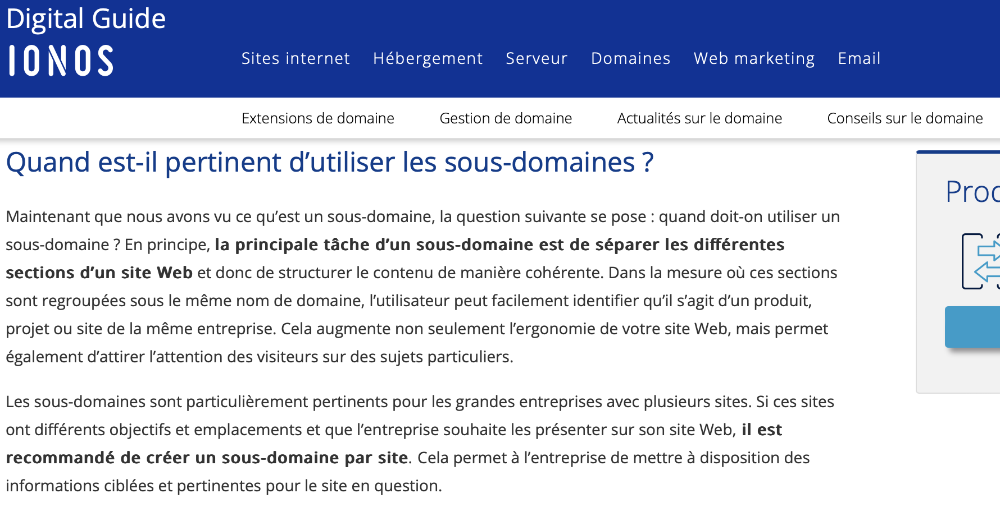 Digital Guide
IONOS
Sites internet Hébergement Serveur Domaines Web marketing Email
Extensions de domaine Gestion de domaine Actualités sur le domaine Conseils sur le domaine
Quand est-il pertinent d’utiliser les sous-domaines ?
Maintenant que nous avons vu ce qu’est un sous-domaine, la question suivante se pose : quand doit-on utiliser un
sous-domaine ? En principe, la principale tâche d’un sous-domaine est de séparer les différentes
sections d’un site Web et donc de structurer le contenu de manière cohérente. Dans la mesure où ces sections
sont regroupées sous le même nom de domaine, l’utilisateur peut facilement identifier qu’il s’agit d’un produit,
projet ou site de la même entreprise. Cela augmente non seulement l’ergonomie de votre site Web, mais permet
également d’attirer l’attention des visiteurs sur des sujets particuliers.
Les sous-domaines sont particulièrement pertinents pour les grandes entreprises avec plusieurs sites. Si ces sites
ont différents objectifs et emplacements et que l’entreprise souhaite les présenter sur son site Web, il est
recommandé de créer un sous-domaine par site. Cela permet à l’entreprise de mettre à disposition des
informations ciblées et pertinentes pour le site en question.